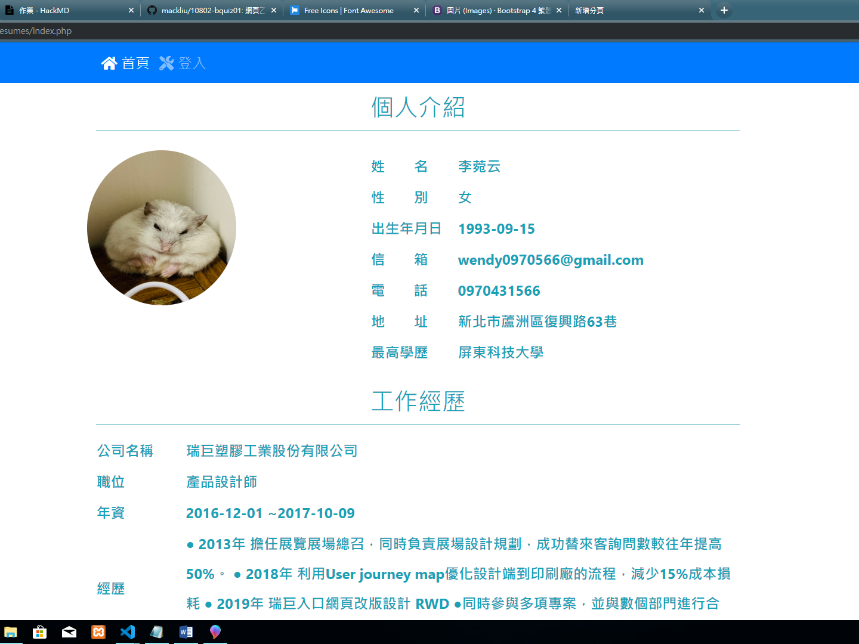 作業 - HackMD
mackliu/10802-bquiz01: 網頁乙
Free Icons | Font Awesome
圖片 (Images) · Bootstrap 4 繁體
新增分頁
esumes/index.php
首頁 登入
個人介紹
姓 名 李菀云
性 別 女
出生年月日 1993-09-15
信 箱 wendy0970566@gmail.com
電 話 0970431566
地 址 新北市蘆洲區復興路63巷
最高學歷 屏東科技大學
工作經歷
公司名稱 瑞巨塑膠工業股份有限公司
職位 產品設計師
年資 2016-12-01 ~2017-10-09
● 2013年 擔任展覽展場總召，同時負責展場設計規劃，成功替來客詢問數較往年提高
50%。 ● 2018年 利用User journey map優化設計端到印刷廠的流程，減少15%成本損
經歷
耗 ● 2019年 瑞巨入口網頁改版設計 RWD ●同時參與多項專案，並與數個部門進行合